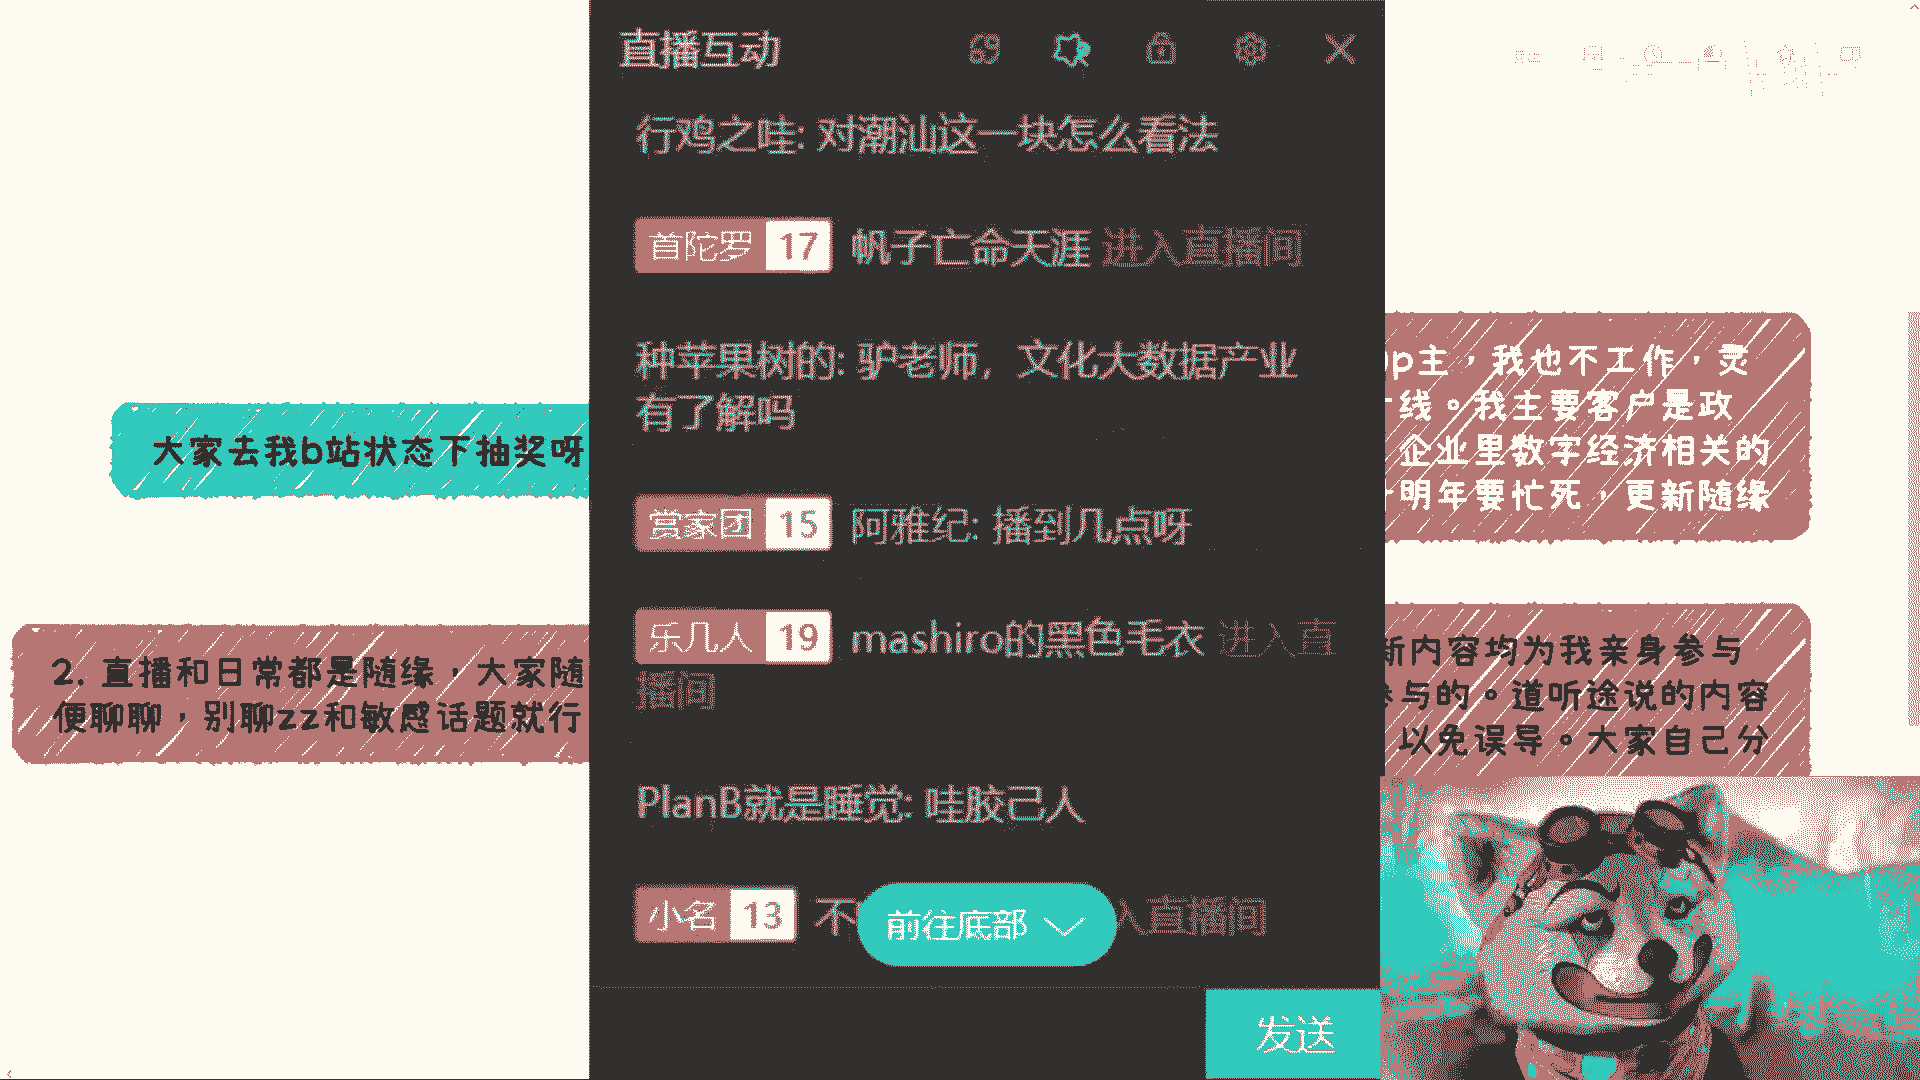 直播互动
行鸡之哇: 对潮汕这一块怎么看法
首陀罗 17 帆子亡命天涯 进入直播间
种苹果树的: 驴老师，文化大数据产业
有了解吗
赏家团 15 阿雅纪: 播到几点呀
乐几人 19 mashiro的黑色毛衣 进入直
播间
PlanB就是睡觉: 哇胶己人
小名 13 不
入直播间
前往底部
发送
大家去我b站状态下抽奖呀
2. 直播和日常都是随缘，大家随
便聊聊，别聊zz和敏感话题就行
up主，我也不工作，灵
线。我主要客户是政
企业里数字经济相关的
明年要忙死，更新随缘
新内容均为我亲身参与
参与的。道听途说的内容
以免误导。大家自己分